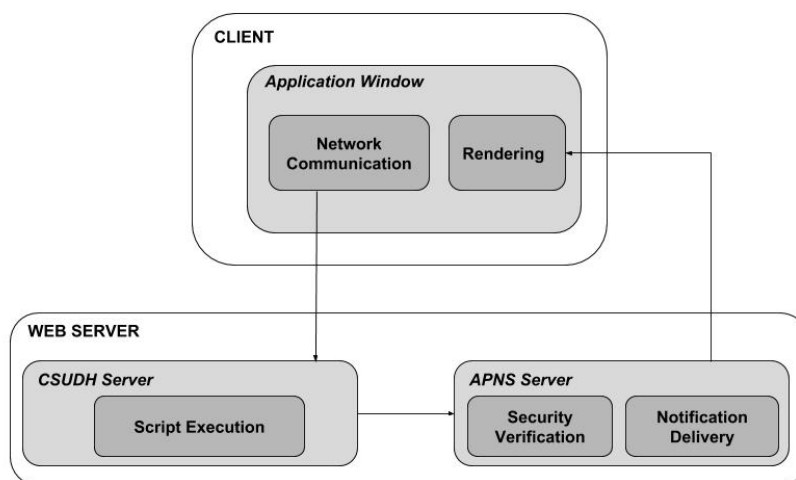 CLIENT
Application Window
Network
Communication
Rendering
WEB SERVER
CSUDH Server
Script Execution
APNS Server
Security
Verification
Notification
Delivery